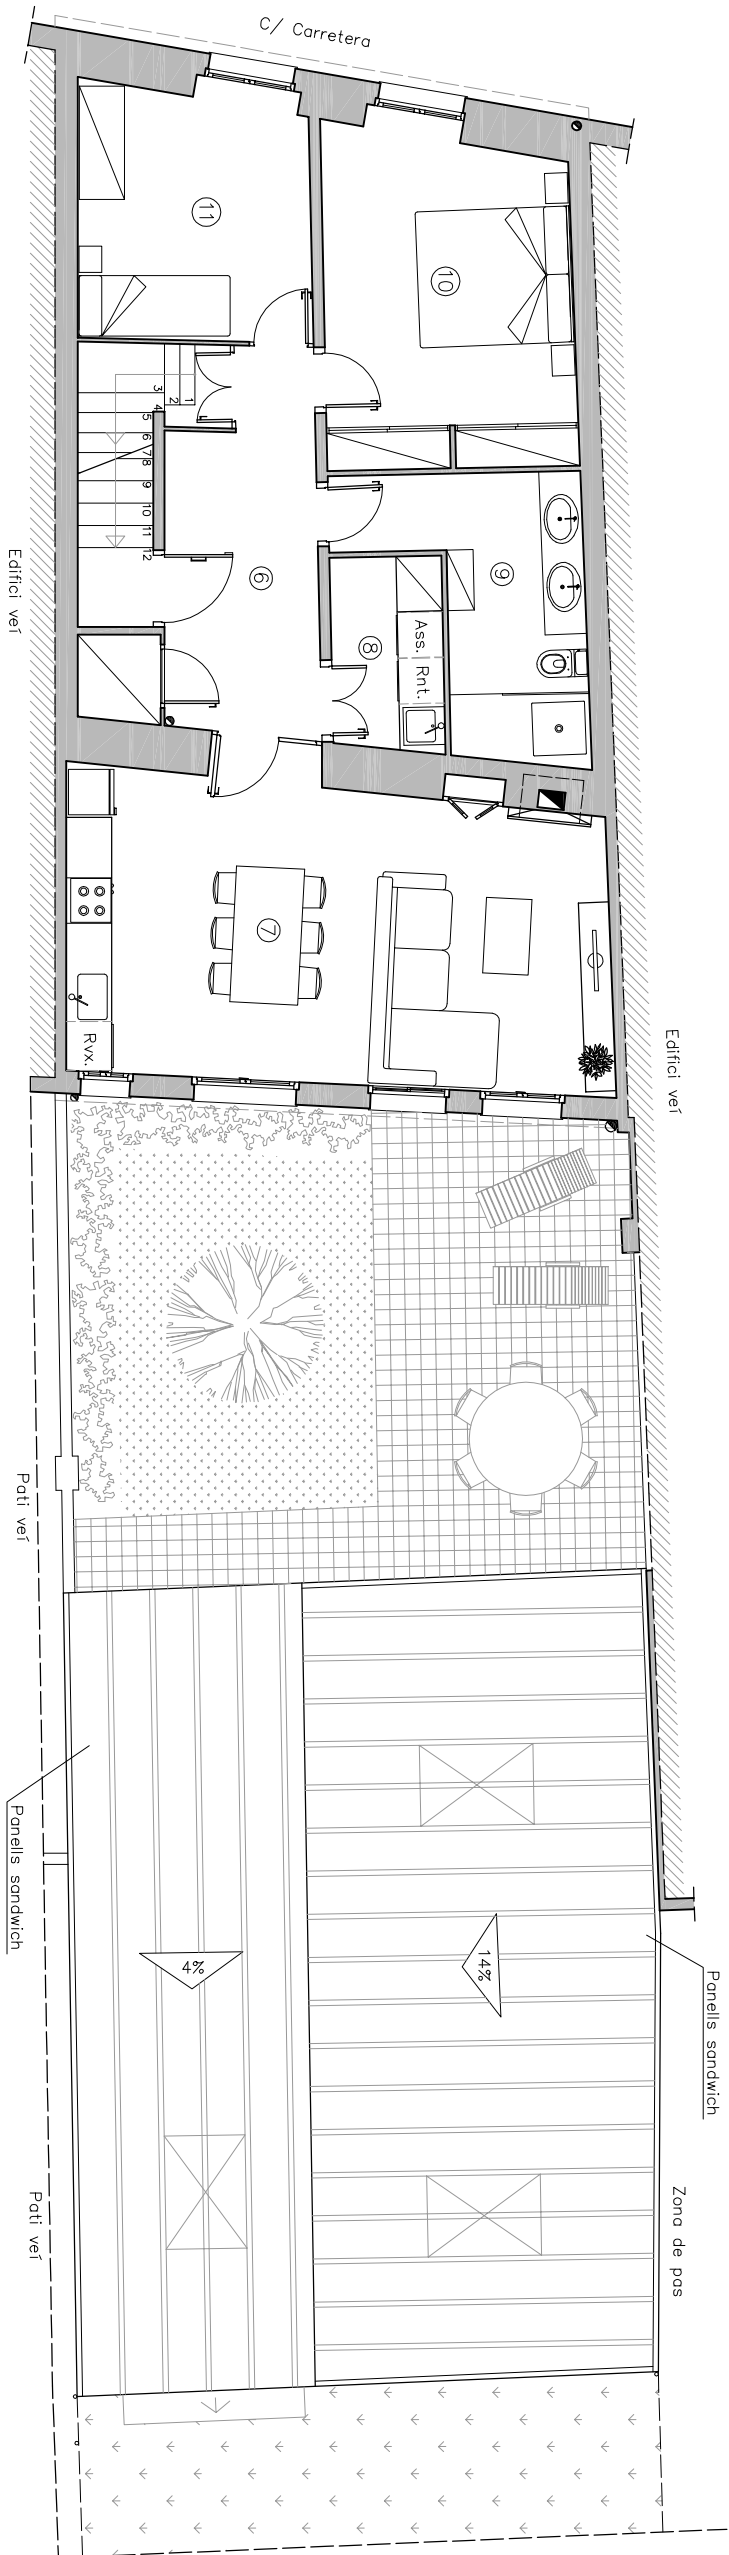 C/ Carretera
11
10
1
2
3
4
5
6
7
8
9
10
11
12
6
9
8
Ass. Rnt.
Edifici veí
7
Rvx.
Edifici veí
Pati veí
Panells sandwich
4%
14%
Panells sandwich
Zona de pas
Pati veí